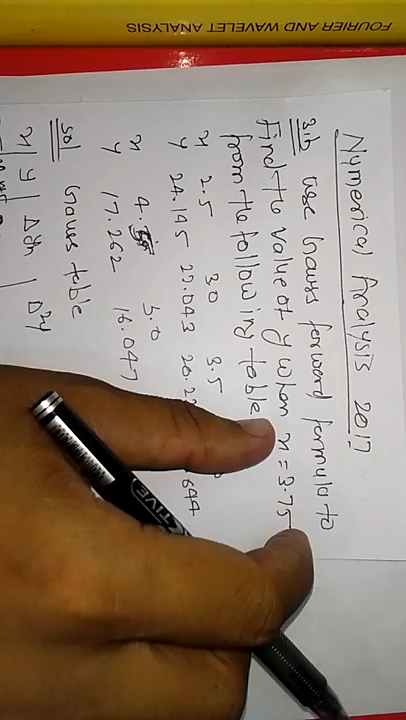 FOURIER AND WAVELET ANALYSIS
Numerical Analysis 2017
3.b use Gauss forward formula to
Find the value of y when x = 3.75
from the following table
x 2.5 3.0 3.5
y 24.145 22.043 20.2 644
x 4. 5.0
y 17.262 16.047
Sol Gauss table
x | y | Δth | Δ²y
TIVE